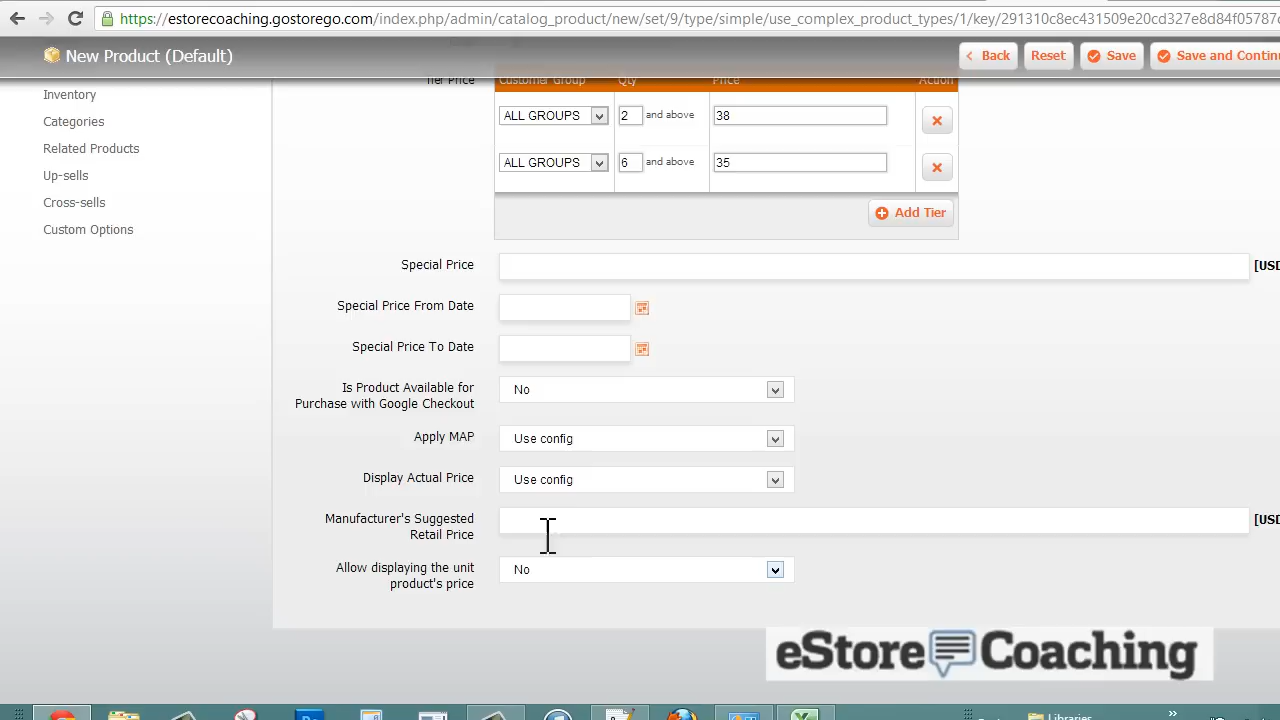 https://estorecoaching.gostorego.com/index.php/admin/catalog_product/new/set/9/type/simple/use_complex_product_types/1/key/291310c8ec431509e20cd327e8d84f05787
New Product (Default)
Back
Reset
Save
Save and Contin
Inventory
Categories
Related Products
Up-sells
Cross-sells
Custom Options
Tier Price
Customer Group Qty Price Action
ALL GROUPS 2 and above 38
ALL GROUPS 6 and above 35
Add Tier
Special Price [USD
Special Price From Date
Special Price To Date
Is Product Available for
Purchase with Google Checkout
No
Apply MAP Use config
Display Actual Price Use config
Manufacturer's Suggested
Retail Price
[USD
Allow displaying the unit
product's price
No
eStore Coaching
Libraries
»